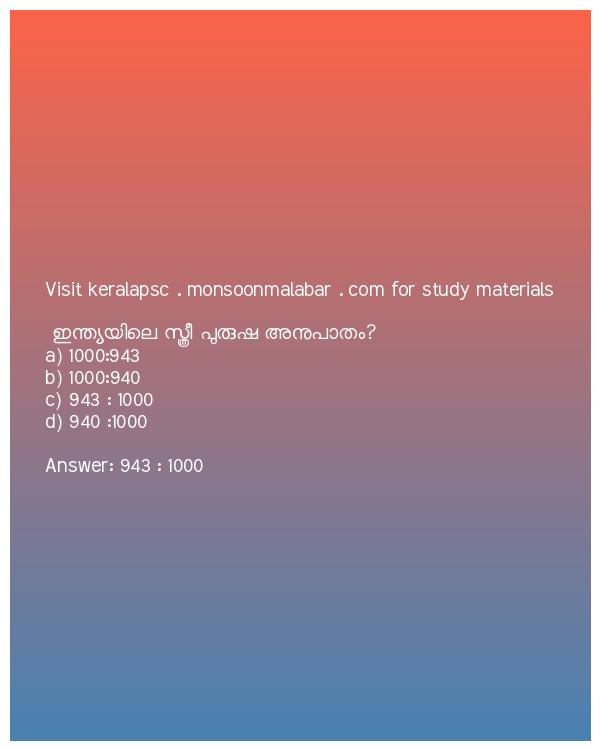 Visit keralapsc . monsoonmalabar . com for study materials
ഇന്ത്യയിലെ സ്ത്രീ പുരുഷ അനുപാതം?
a) 1000:943
b) 1000:940
c) 943 : 1000
d) 940 :1000
Answer: 943 : 1000